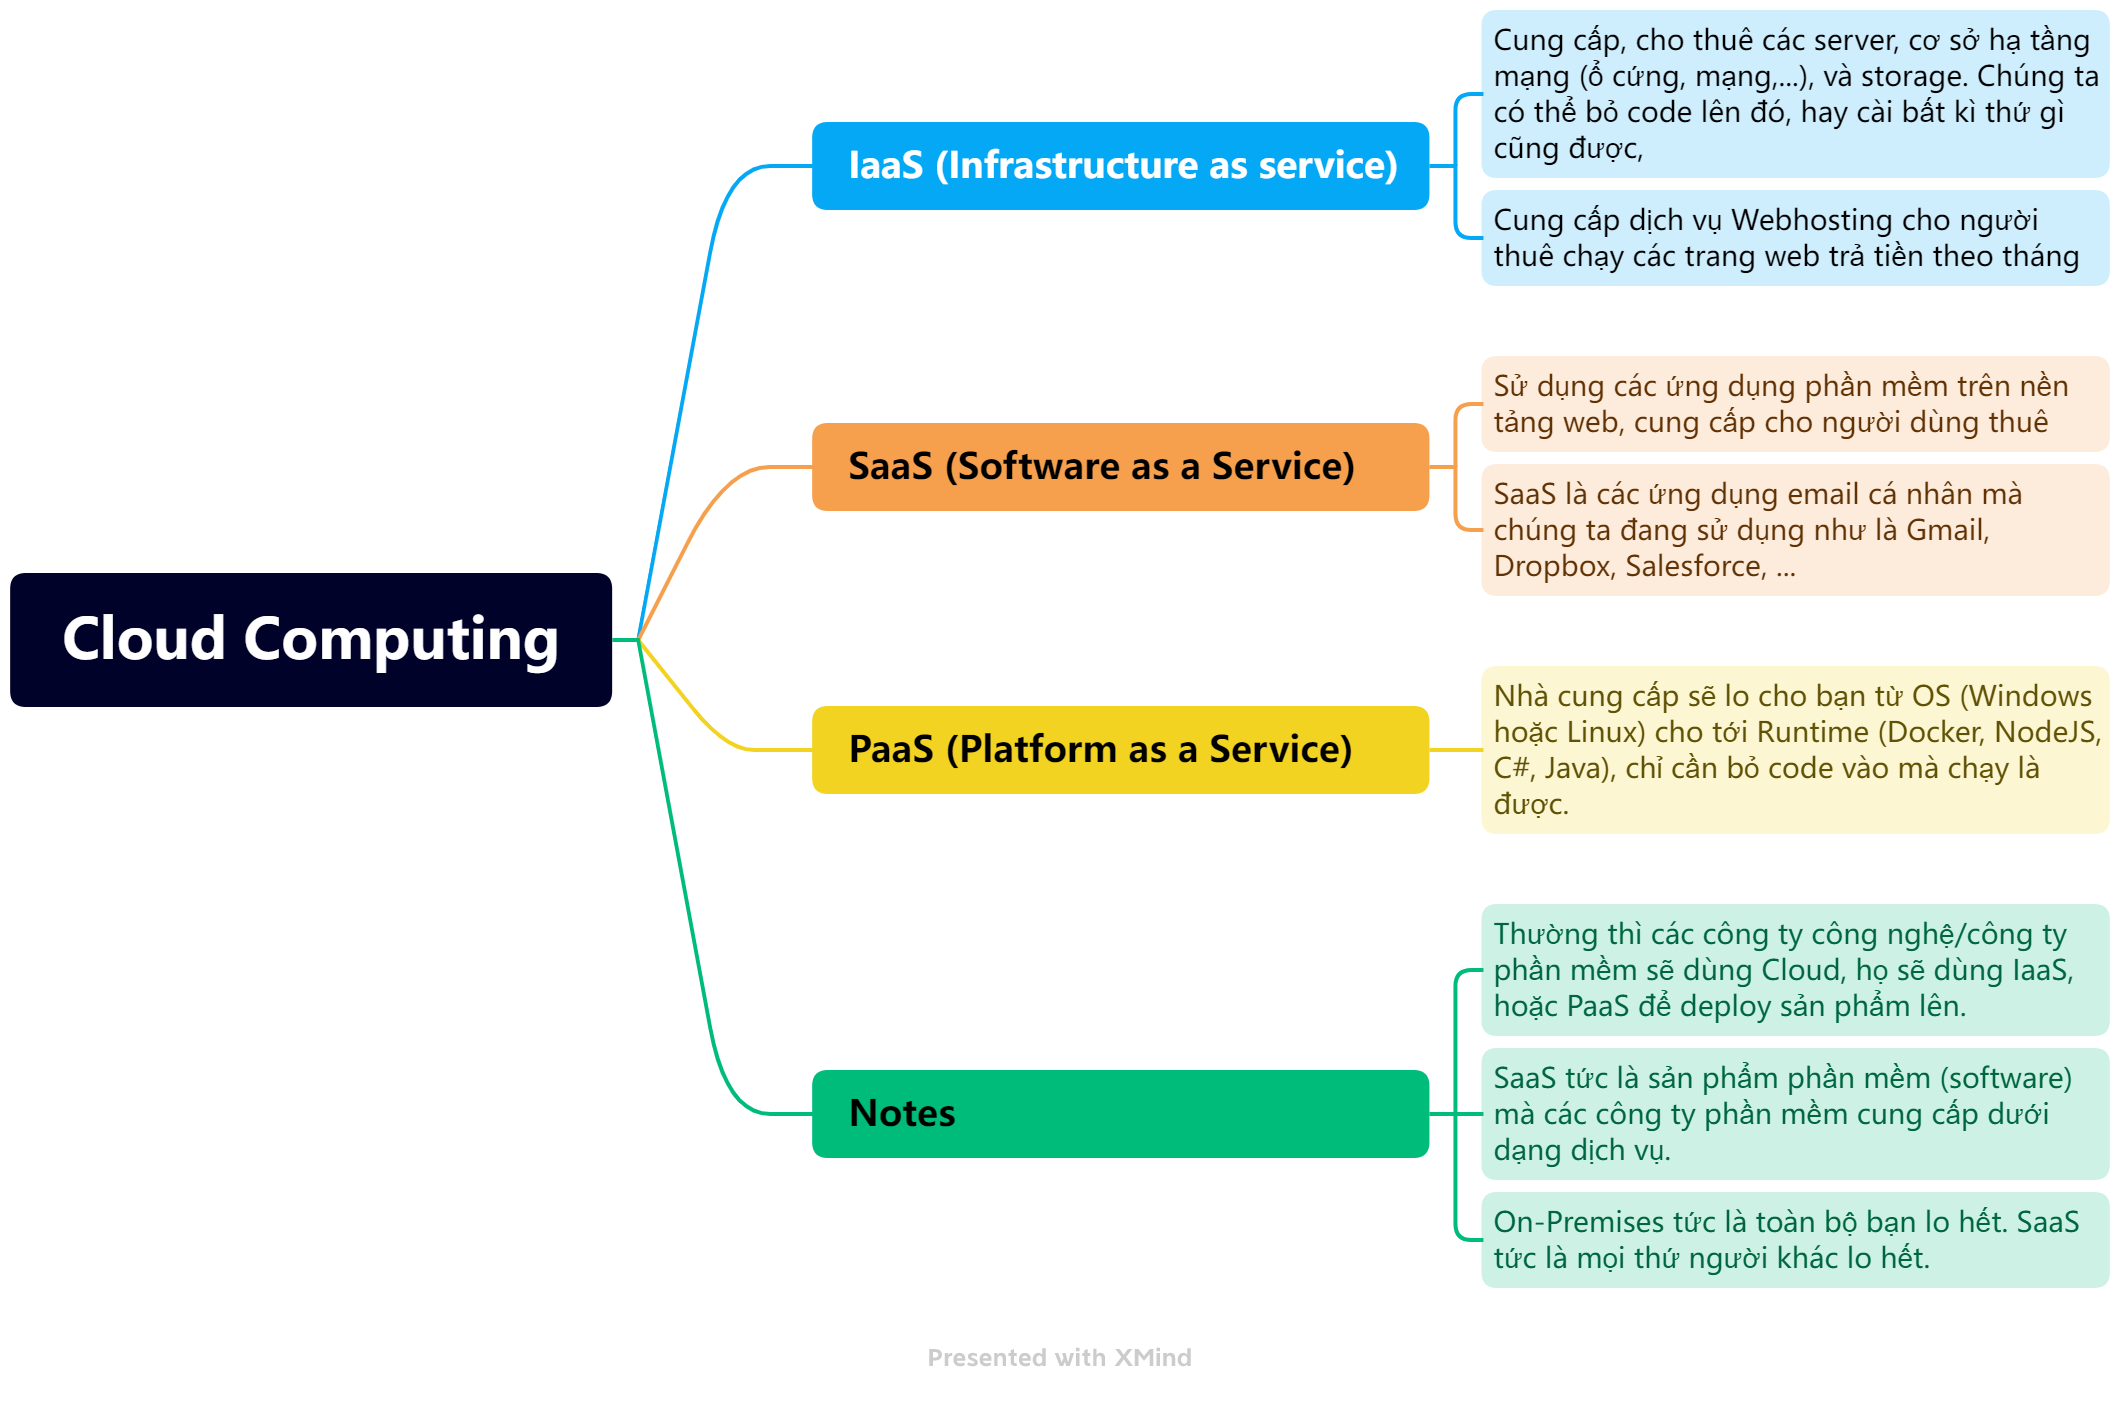 Cloud Computing
IaaS (Infrastructure as service)
Cung cấp, cho thuê các server, cơ sở hạ tầng
mạng (ổ cứng, mạng,...), và storage. Chúng ta
có thể bỏ code lên đó, hay cài bất kì thứ gì
cũng được,
Cung cấp dịch vụ Webhosting cho người
thuê chạy các trang web trả tiền theo tháng
SaaS (Software as a Service)
Sử dụng các ứng dụng phần mềm trên nền
tảng web, cung cấp cho người dùng thuê
SaaS là các ứng dụng email cá nhân mà
chúng ta đang sử dụng như là Gmail,
Dropbox, Salesforce, ...
PaaS (Platform as a Service)
Nhà cung cấp sẽ lo cho bạn từ OS (Windows
hoặc Linux) cho tới Runtime (Docker, NodeJS,
C#, Java), chỉ cần bỏ code vào mà chạy là
được.
Notes
Thường thì các công ty công nghệ/công ty
phần mềm sẽ dùng Cloud, họ sẽ dùng IaaS,
hoặc PaaS để deploy sản phẩm lên.
SaaS tức là sản phẩm phần mềm (software)
mà các công ty phần mềm cung cấp dưới
dạng dịch vụ.
On-Premises tức là toàn bộ bạn lo hết. SaaS
tức là mọi thứ người khác lo hết.
Presented with XMind